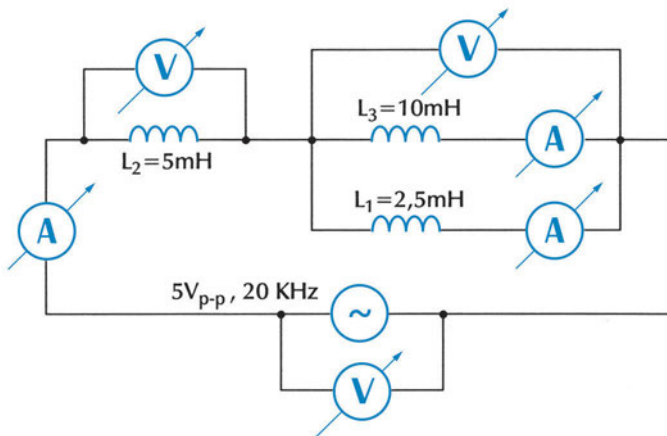 V
V
L₃=10mH
A
L₂=5mH
L₁=2,5mH
A
A
5Vₚ₋ₚ, 20 KHz
~
V